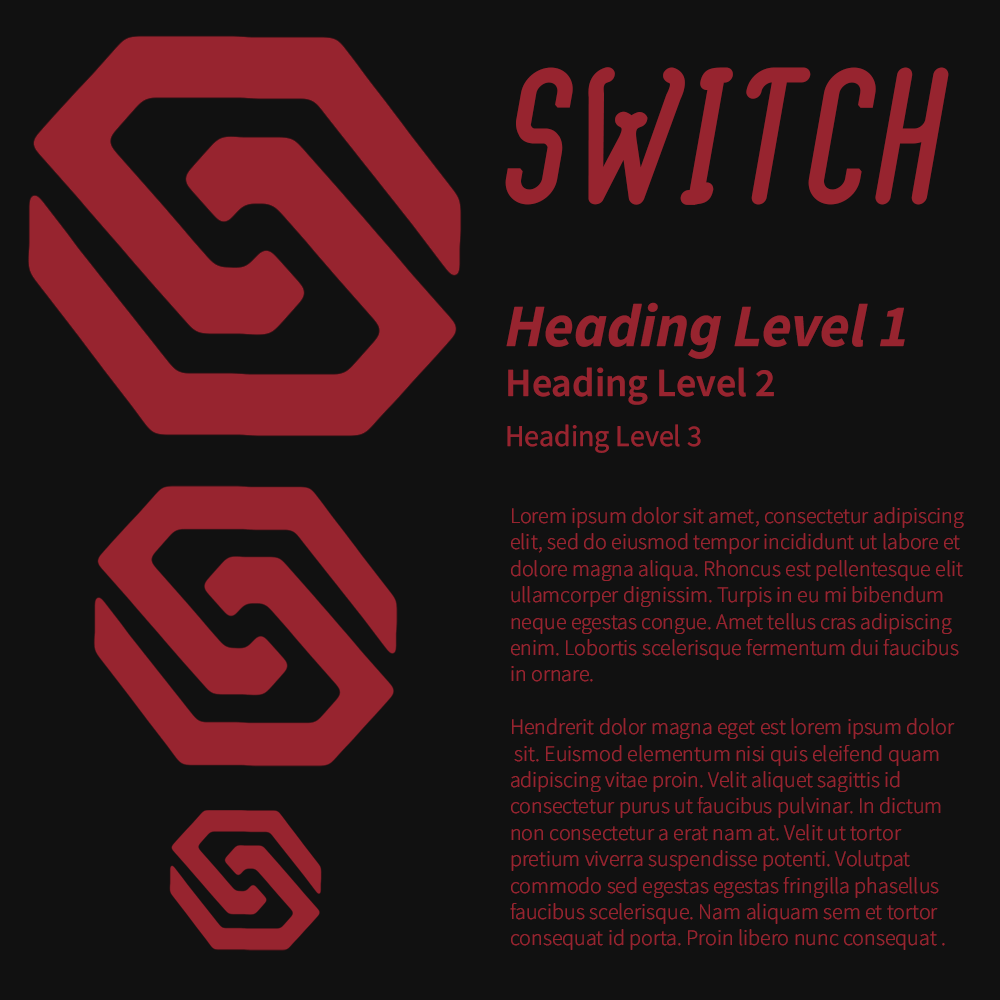 SWITCH
Heading Level 1
Heading Level 2
Heading Level 3
Lorem ipsum dolor sit amet, consectetur adipiscing
elit, sed do eiusmod tempor incididunt ut labore et
dolore magna aliqua. Rhoncus est pellentesque elit
ullamcorper dignissim. Turpis in eu mi bibendum
neque egestas congue. Amet tellus cras adipiscing
enim. Lobortis scelerisque fermentum dui faucibus
in ornare.
Hendrerit dolor magna eget est lorem ipsum dolor
sit. Euismod elementum nisi quis eleifend quam
adipiscing vitae proin. Velit aliquet sagittis id
consectetur purus ut faucibus pulvinar. In dictum
non consectetur a erat nam at. Velit ut tortor
pretium viverra suspendisse potenti. Volutpat
commodo sed egestas egestas fringilla phasellus
faucibus scelerisque. Nam aliquam sem et tortor
consequat id porta. Proin libero nunc consequat .